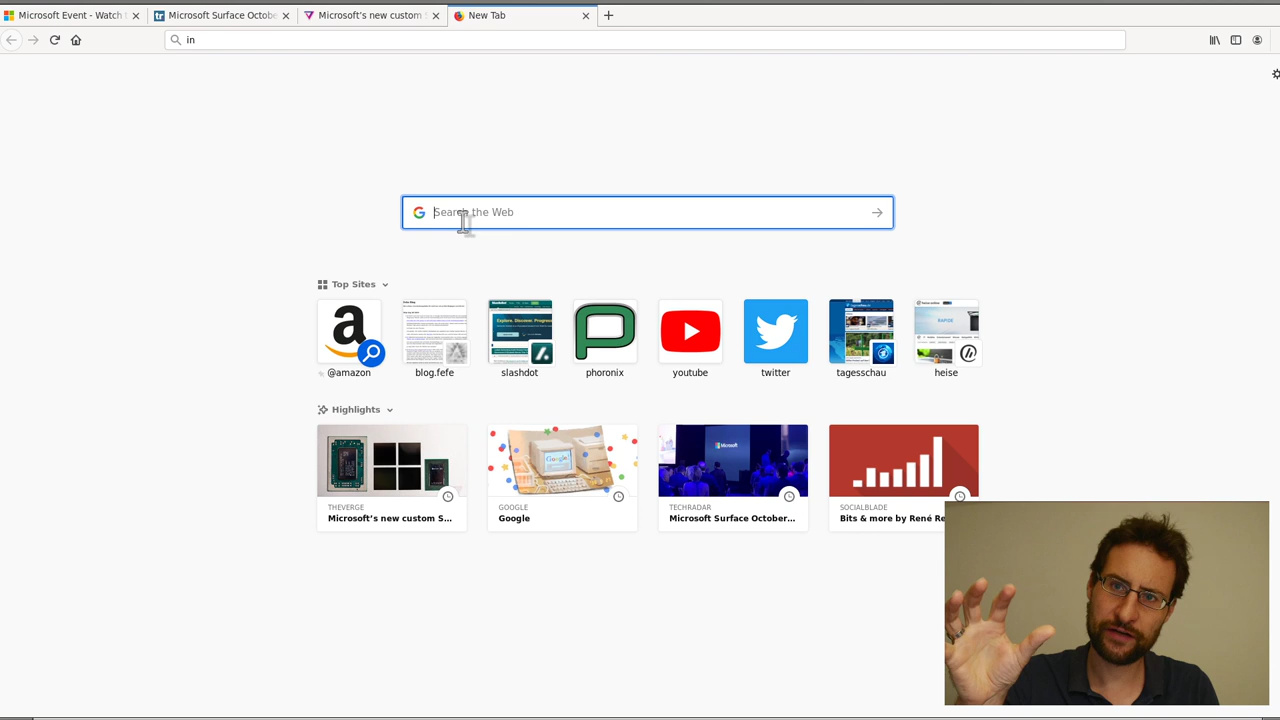 Microsoft Event - Watch
Microsoft Surface Octobe
Microsoft's new custom
New Tab
in
Search the Web
Top Sites
@amazon
blog.fefe
slashdot
phoronix
youtube
twitter
tagesschau
heise
Highlights
THEVERGE
Microsoft's new custom S...
GOOGLE
Google
TECHRADAR
Microsoft Surface October...
SOCIALBLADE
Bits & more by René Re